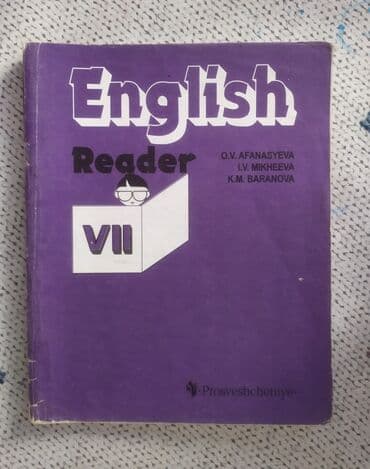 English
Reader
O.V. AFANASYEVA
I.V. MIKHEEVA
K.M. BARANOVA
VII
Prosveshcheniye